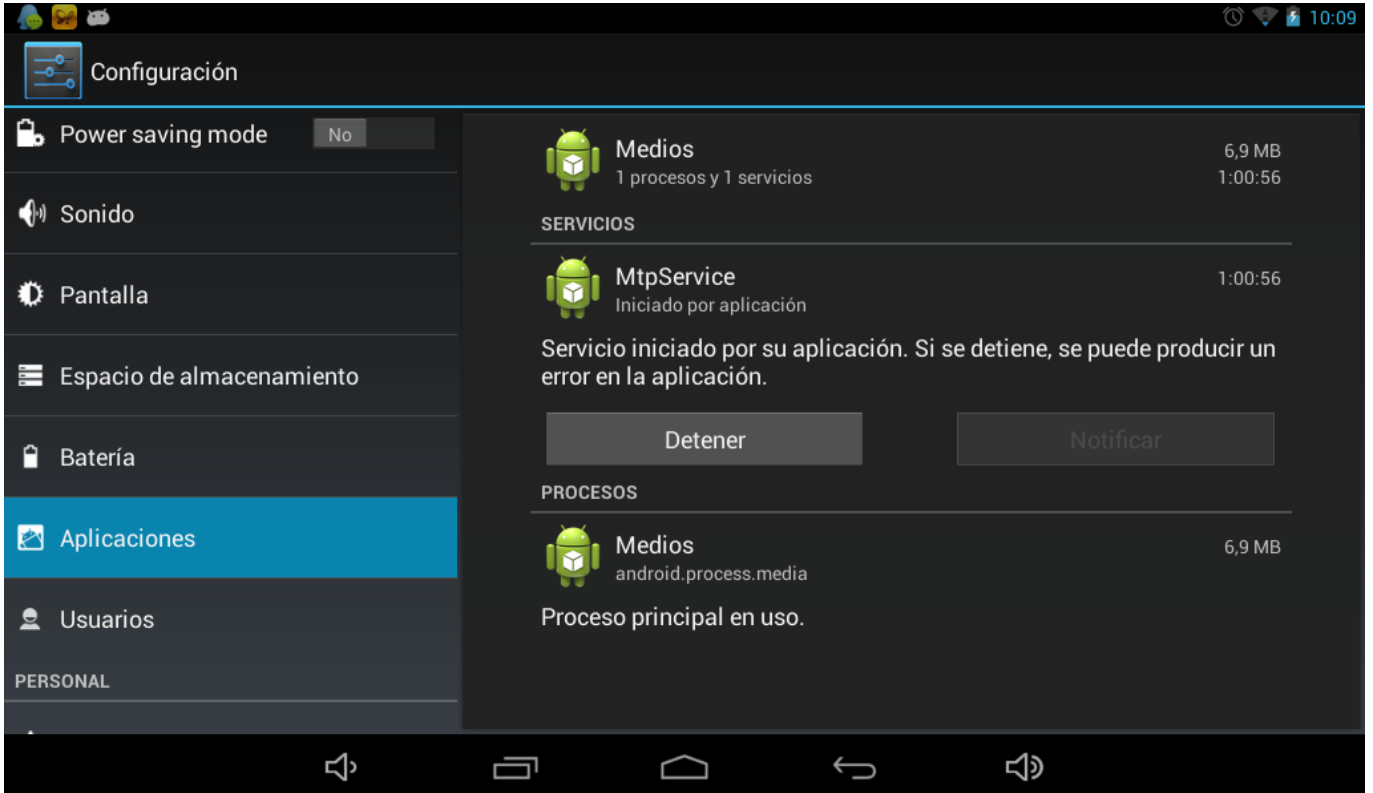 10:09
Configuración
Power saving mode No
Sonido
Pantalla
Espacio de almacenamiento
Batería
Aplicaciones
Usuarios
PERSONAL
Medios 6,9 MB
1 procesos y 1 servicios 1:00:56
SERVICIOS
MtpService 1:00:56
Iniciado por aplicación
Servicio iniciado por su aplicación. Si se detiene, se puede producir un
error en la aplicación.
Detener Notificar
PROCESOS
Medios 6,9 MB
android.process.media
Proceso principal en uso.